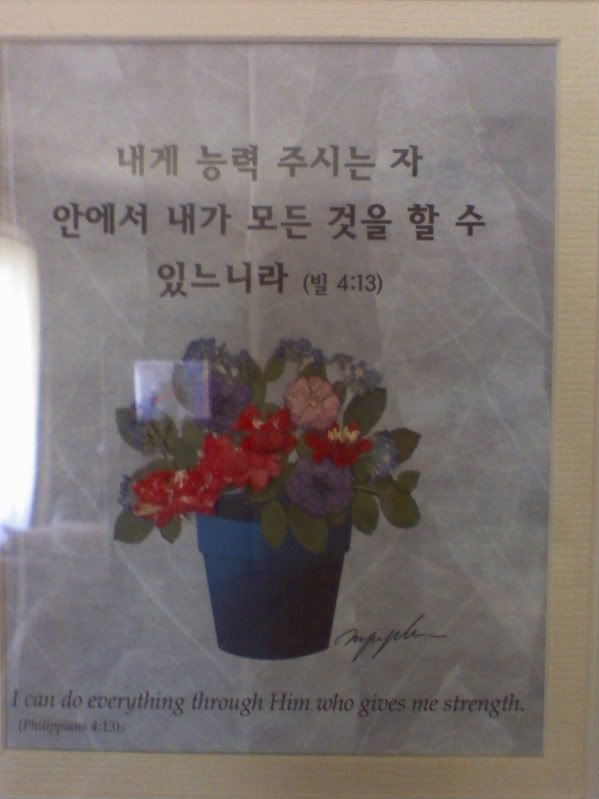 내게 능력 주시는 자
안에서 내가 모든 것을 할 수
있느니라 (빌 4:13)
I can do everything through Him who gives me strength.
(Philippians 4:13)